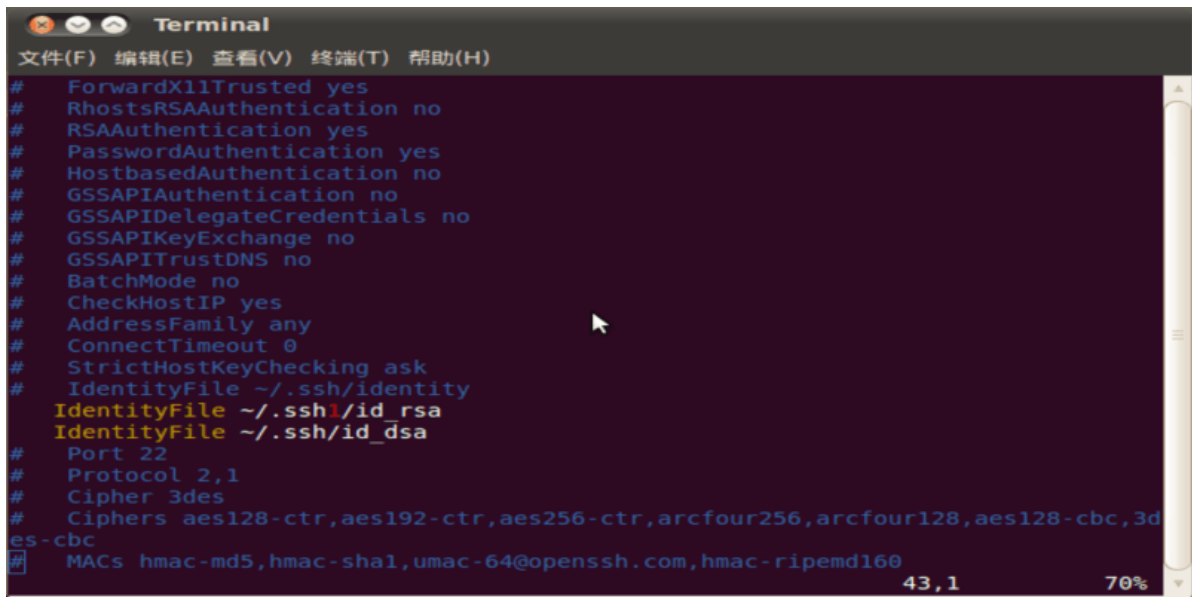 Terminal
文件(F) 编辑(E) 查看(V) 终端(T) 帮助(H)
#   ForwardX11Trusted yes
#   RhostsRSAAuthentication no
#   RSAAuthentication yes
#   PasswordAuthentication yes
#   HostbasedAuthentication no
#   GSSAPIAuthentication no
#   GSSAPIDelegateCredentials no
#   GSSAPIKeyExchange no
#   GSSAPITrustDNS no
#   BatchMode no
#   CheckHostIP yes
#   AddressFamily any
#   ConnectTimeout 0
#   StrictHostKeyChecking ask
#   IdentityFile ~/.ssh/identity
   IdentityFile ~/.ssh1/id_rsa
   IdentityFile ~/.ssh/id_dsa
#   Port 22
#   Protocol 2,1
#   Cipher 3des
#   Ciphers aes128-ctr,aes192-ctr,aes256-ctr,arcfour256,arcfour128,aes128-cbc,3d
es-cbc
#   MACs hmac-md5,hmac-sha1,umac-64@openssh.com,hmac-ripemd160
43,1 70%